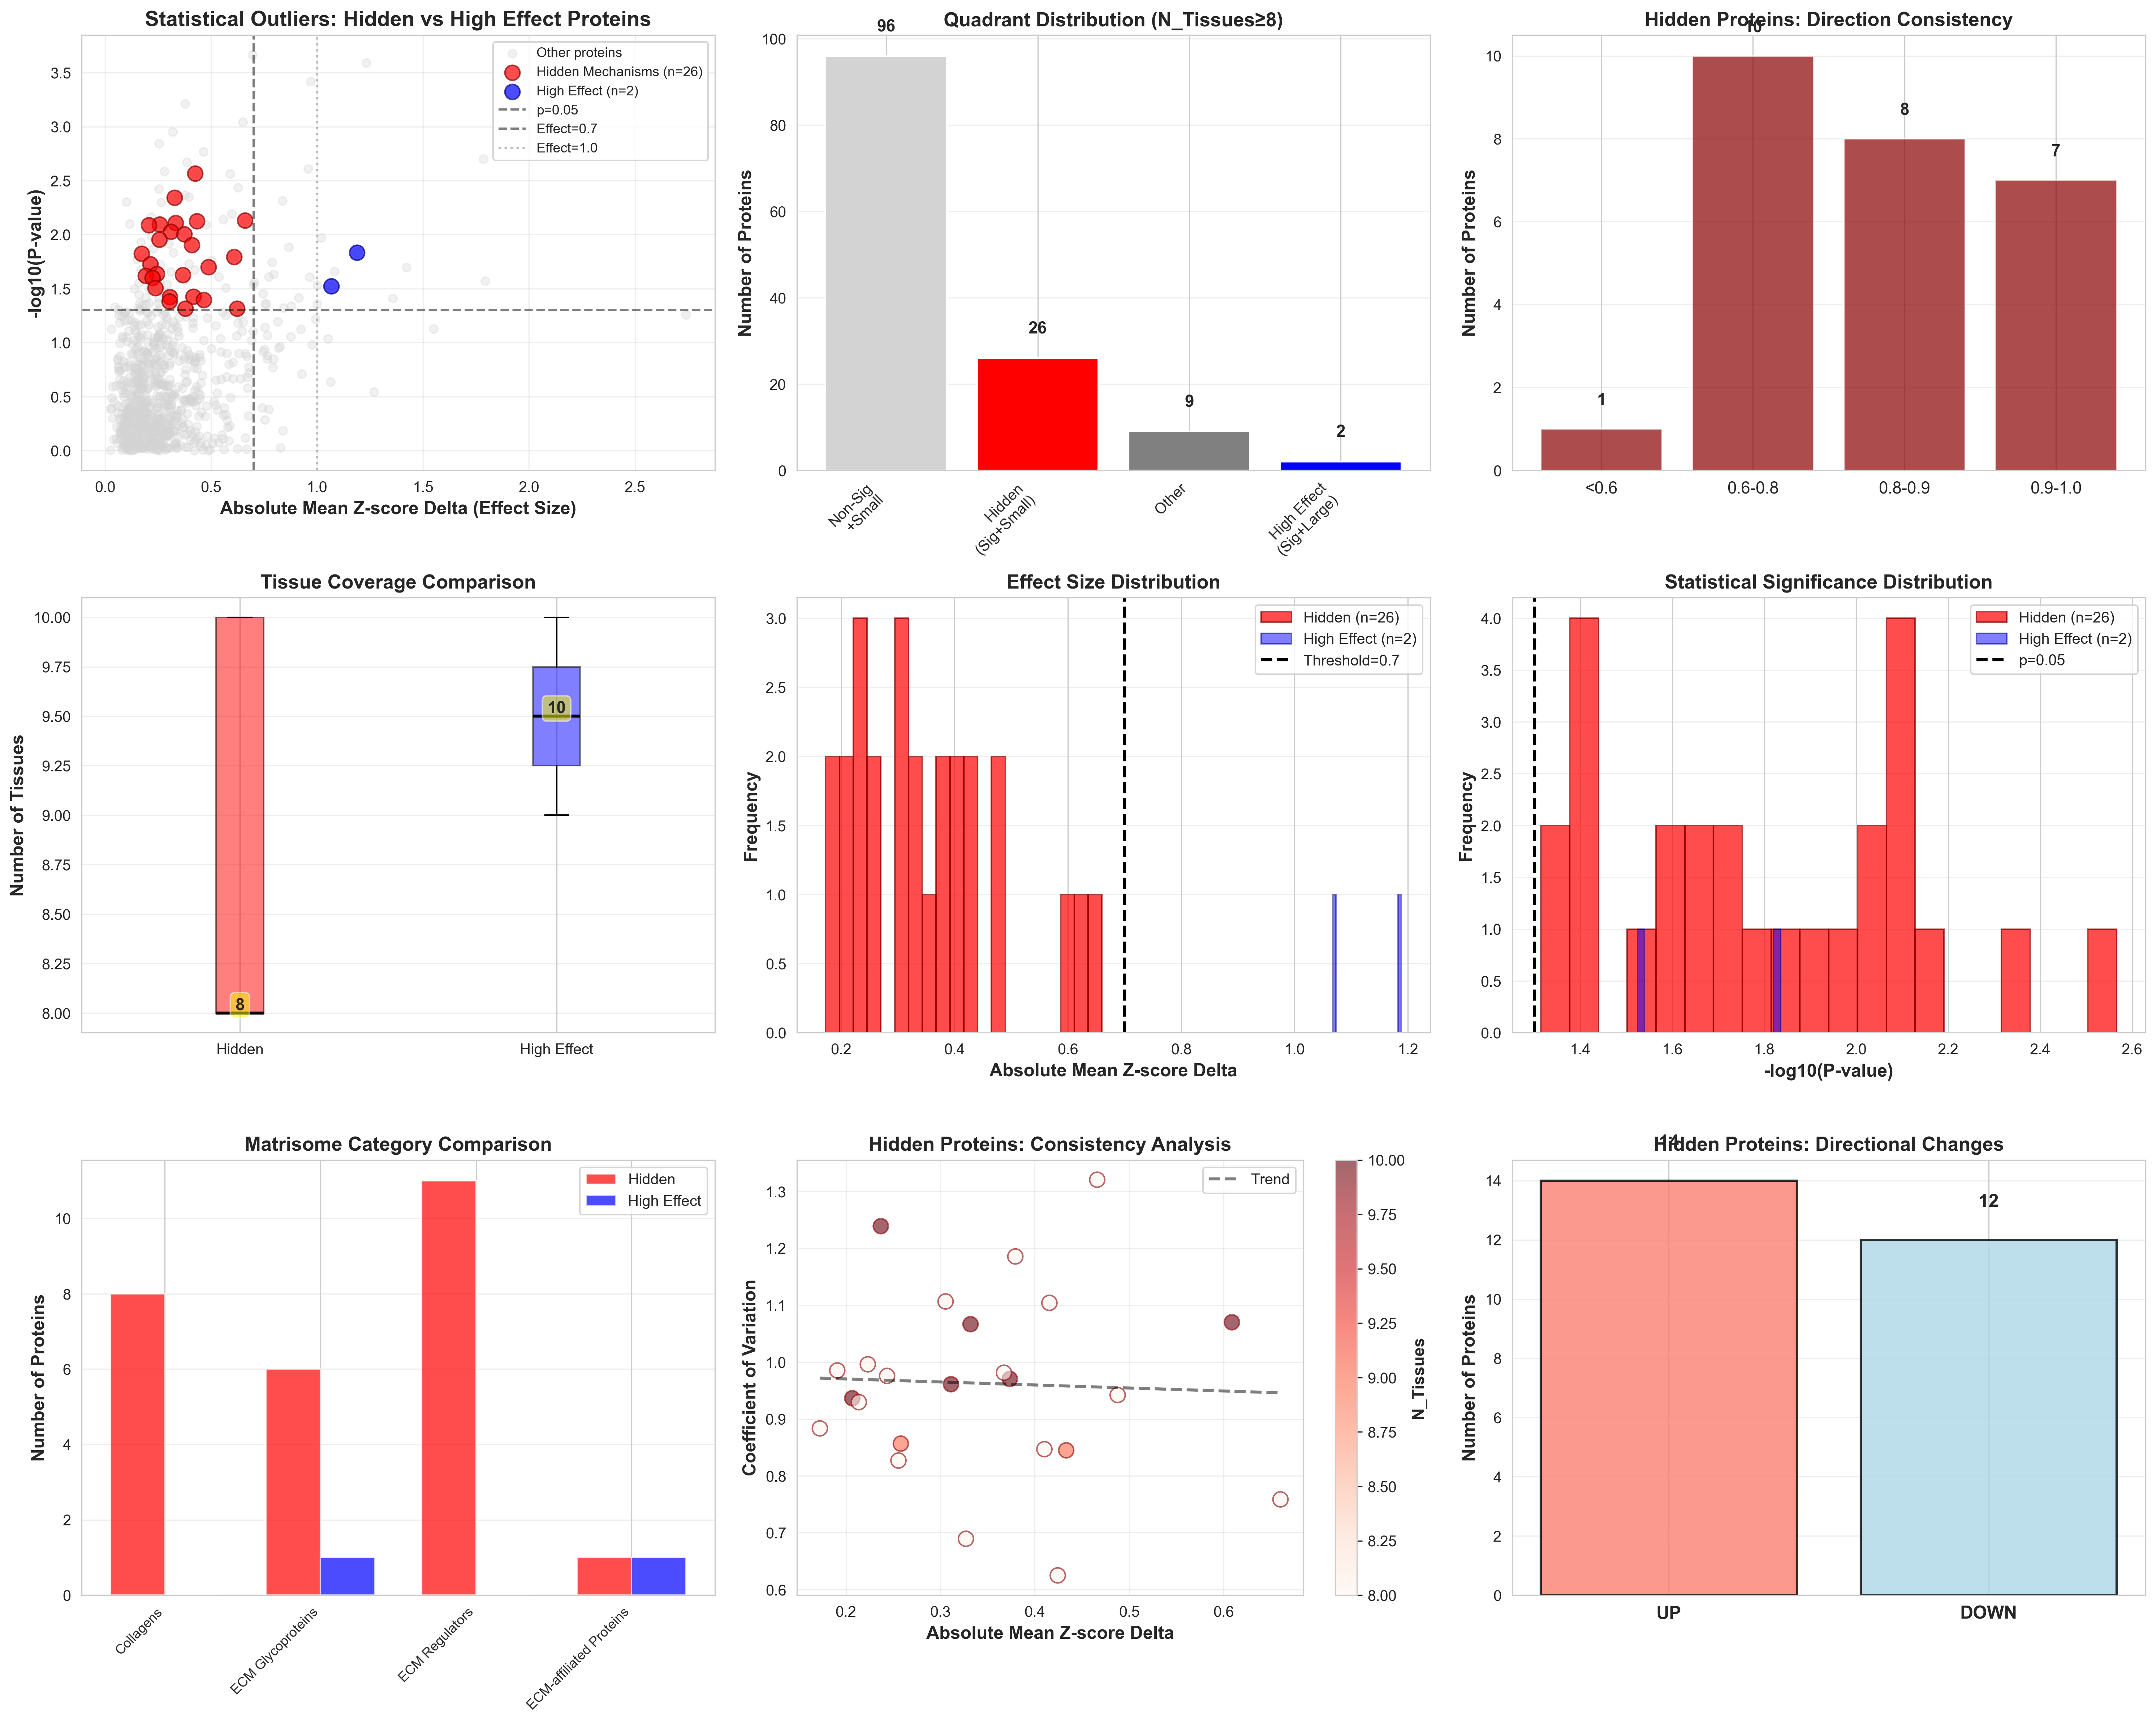 Statistical Outliers: Hidden vs High Effect Proteins
Other proteins
Hidden Mechanisms (n=26)
High Effect (n=2)
p=0.05
Effect=0.7
Effect=1.0
-log10(P-value)
3.5
3.0
2.5
2.0
1.5
1.0
0.5
0.0
0.0 0.5 1.0 1.5 2.0 2.5
Absolute Mean Z-score Delta (Effect Size)
Quadrant Distribution (N_Tissues≥8)
96
26
9
2
Number of Proteins
100
80
60
40
20
0
Non-Sig
+Small
Hidden
(Sig+Small)
Other
High Effect
(Sig+Large)
Hidden Proteins: Direction Consistency
10
8
7
1
Number of Proteins
10
8
6
4
2
0
<0.6 0.6-0.8 0.8-0.9 0.9-1.0
Tissue Coverage Comparison
Number of Tissues
10.00
9.75
9.50
9.25
9.00
8.75
8.50
8.25
8.00
10
8
Hidden High Effect
Effect Size Distribution
Hidden (n=26)
High Effect (n=2)
Threshold=0.7
Frequency
3.0
2.5
2.0
1.5
1.0
0.5
0.0
0.2 0.4 0.6 0.8 1.0 1.2
Absolute Mean Z-score Delta
Statistical Significance Distribution
Hidden (n=26)
High Effect (n=2)
p=0.05
Frequency
4.0
3.5
3.0
2.5
2.0
1.5
1.0
0.5
0.0
1.4 1.6 1.8 2.0 2.2 2.4 2.6
-log10(P-value)
Matrisome Category Comparison
Hidden
High Effect
Number of Proteins
10
8
6
4
2
0
Collagens
ECM Glycoproteins
ECM Regulators
ECM-affiliated Proteins
Hidden Proteins: Consistency Analysis
Trend
Coefficient of Variation
1.3
1.2
1.1
1.0
0.9
0.8
0.7
0.6
0.2 0.3 0.4 0.5 0.6
Absolute Mean Z-score Delta
10.00
9.75
9.50
9.25
9.00
8.75
8.50
8.25
8.00
N_Tissues
Hidden Proteins: Directional Changes
14
12
Number of Proteins
14
12
10
8
6
4
2
0
UP DOWN